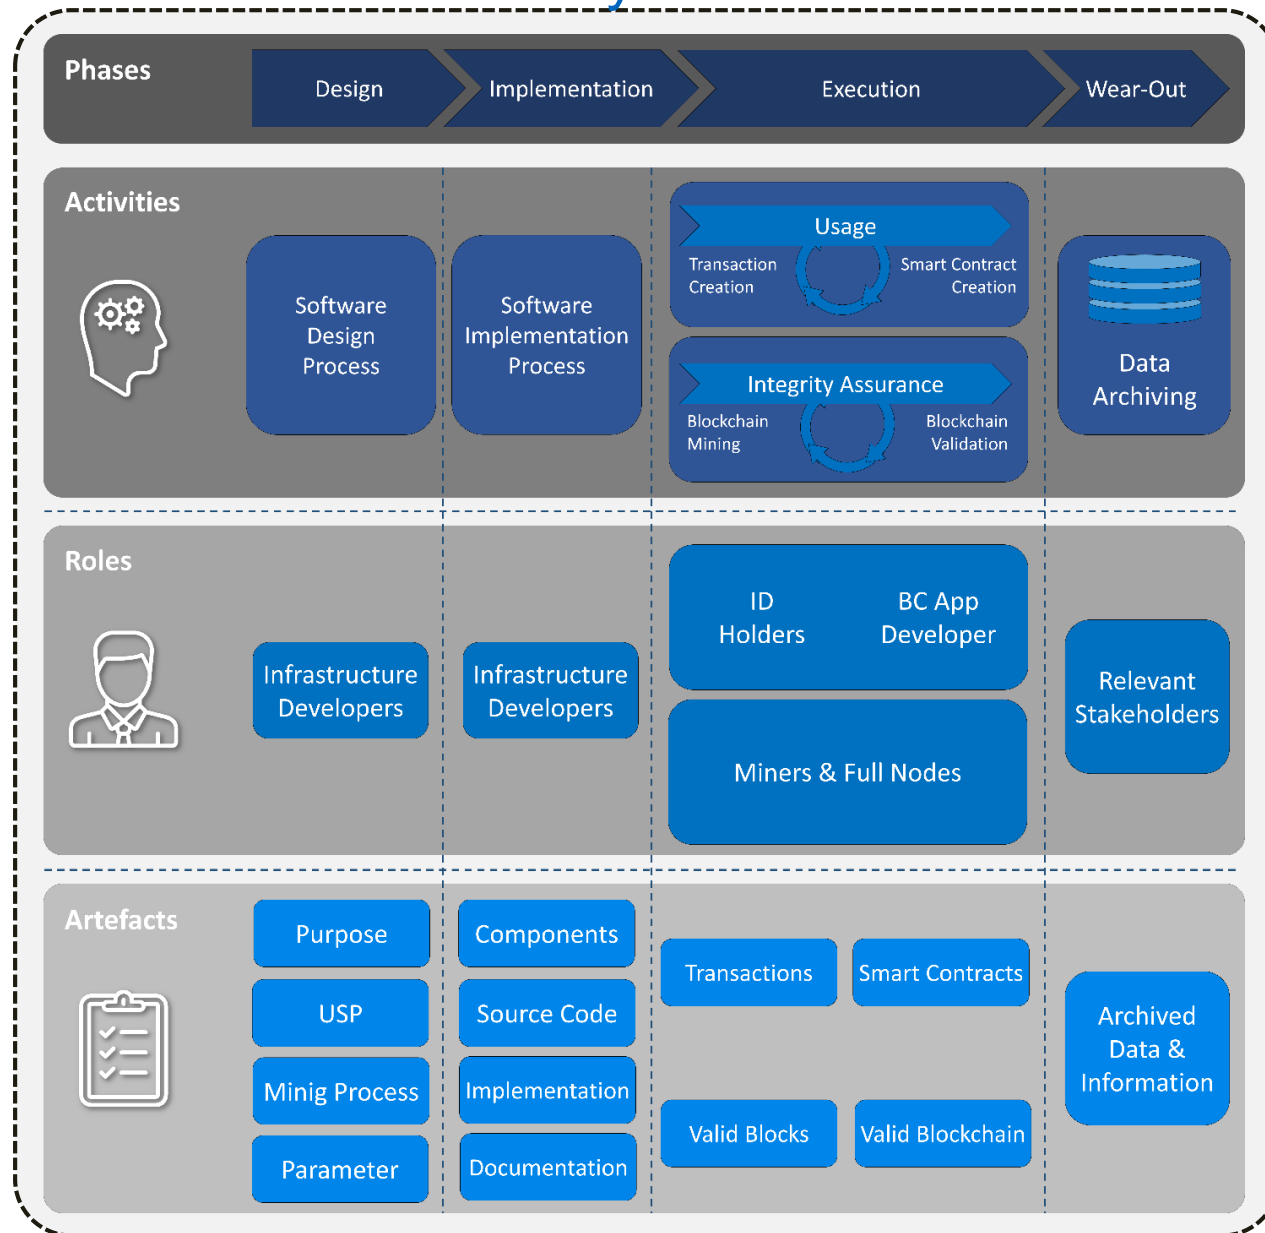 Phases
Design
Implementation
Execution
Wear-Out
Activities
Software
Design
Process
Software
Implementation
Process
Usage
Transaction
Creation
Smart Contract
Creation
Integrity Assurance
Blockchain
Mining
Blockchain
Validation
Data
Archiving
Roles
Infrastructure
Developers
Infrastructure
Developers
ID
Holders
BC App
Developer
Miners & Full Nodes
Relevant
Stakeholders
Artefacts
Purpose
USP
Minig Process
Parameter
Components
Source Code
Implementation
Documentation
Transactions
Smart Contracts
Valid Blocks
Valid Blockchain
Archived
Data &
Information